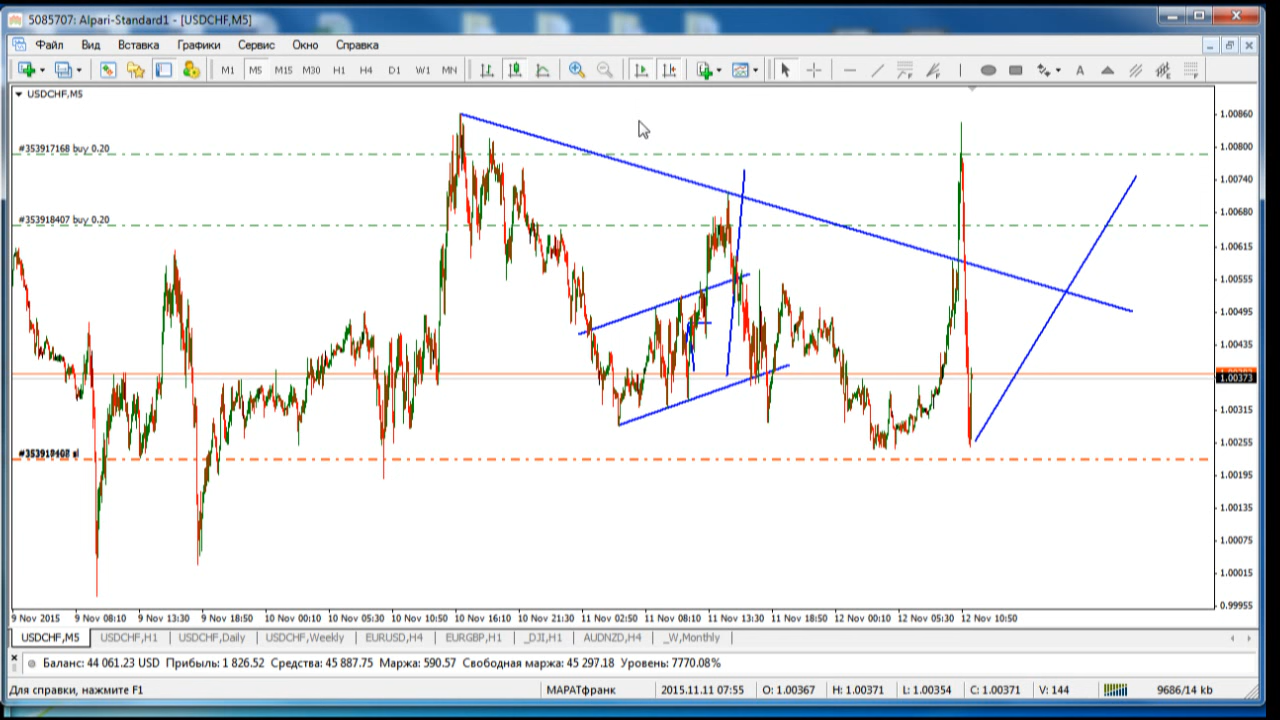 5085707: Alpari-Standard1 - [USDCHF,M5]
Файл Вид Вставка Графики Сервис Окно Справка
M1 M5 M15 M30 H1 H4 D1 W1 MN A
USDCHF,M5
1.00860
#353917168 buy 0.20
1.00800
1.00740
#353918407 buy 0.20
1.00680
1.00615
1.00555
1.00495
1.00435
1.00373
1.00315
1.00255
1.00195
1.00135
1.00075
1.00015
0.99955
9 Nov 2015 9 Nov 08:10 9 Nov 13:30 9 Nov 18:50 10 Nov 00:10 10 Nov 05:30 10 Nov 10:50 10 Nov 16:10 10 Nov 21:30 11 Nov 02:50 11 Nov 08:10 11 Nov 13:30 11 Nov 18:50 12 Nov 00:10 12 Nov 05:30 12 Nov 10:50
USDCHF,M5 USDCHF,H1 USDCHF,Daily USDCHF,Weekly EURUSD,H4 EURGBP,H1 _DJI,H1 AUDNZD,H4 _W,Monthly
Баланс: 44 061.23 USD Прибыль: 1 826.52 Средства: 45 887.75 Маржа: 590.57 Свободная маржа: 45 297.18 Уровень: 7770.08%
Для справки, нажмите F1 МАРАТфранк 2015.11.11 07:55 O: 1.00367 H: 1.00371 L: 1.00354 C: 1.00371 V: 144 9686/14 kb